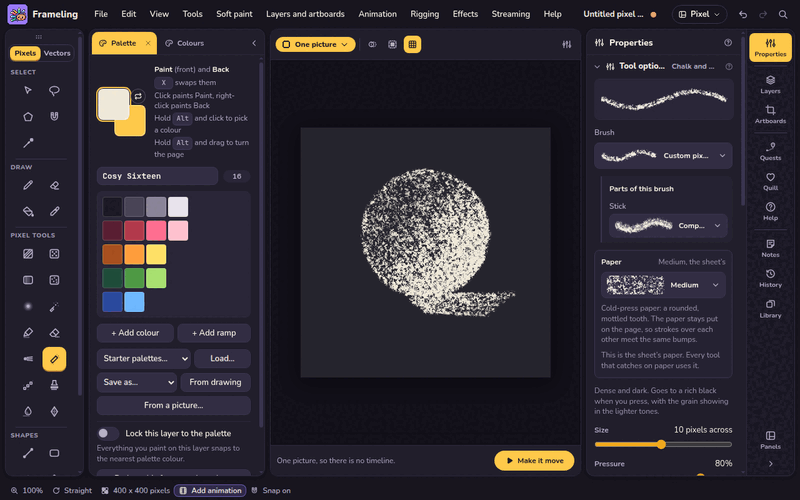 Frameling
File Edit View Tools Soft paint Layers and artboards Animation Rigging Effects Streaming Help
Untitled pixel ...
Pixel
Pixels Vectors
SELECT
DRAW
PIXEL TOOLS
SHAPES
Palette
Colours
Paint (front) and Back
X swaps them
Click paints Paint, right-
click paints Back
Hold Alt and click to pick
a colour
Hold Alt and drag to turn
the page
Cosy Sixteen 16
+ Add colour + Add ramp
Starter palettes... Load...
Save as... From drawing
From a picture...
Lock this layer to the palette
Everything you paint on this layer snaps to
the nearest palette colour.
One picture
One picture, so there is no timeline.
Make it move
Properties
Tool optio... Chalk and ...
Brush
Custom pix...
Parts of this brush
Stick
Comp...
Paper Medium, the sheet's
Medium
Cold-press paper: a rounded,
mottled tooth. The paper stays put
on the page, so strokes over each
other meet the same bumps.
This is the sheet's paper. Every tool
that catches on paper uses it.
Dense and dark. Goes to a rich black
when you press, with the grain showing
in the lighter tones.
Size 10 pixels across
Pressure 80%
Properties
Layers
Artboards
Quests
Quill
Help
Notes
History
Library
Panels
100% Straight 400 x 400 pixels Add animation Snap on